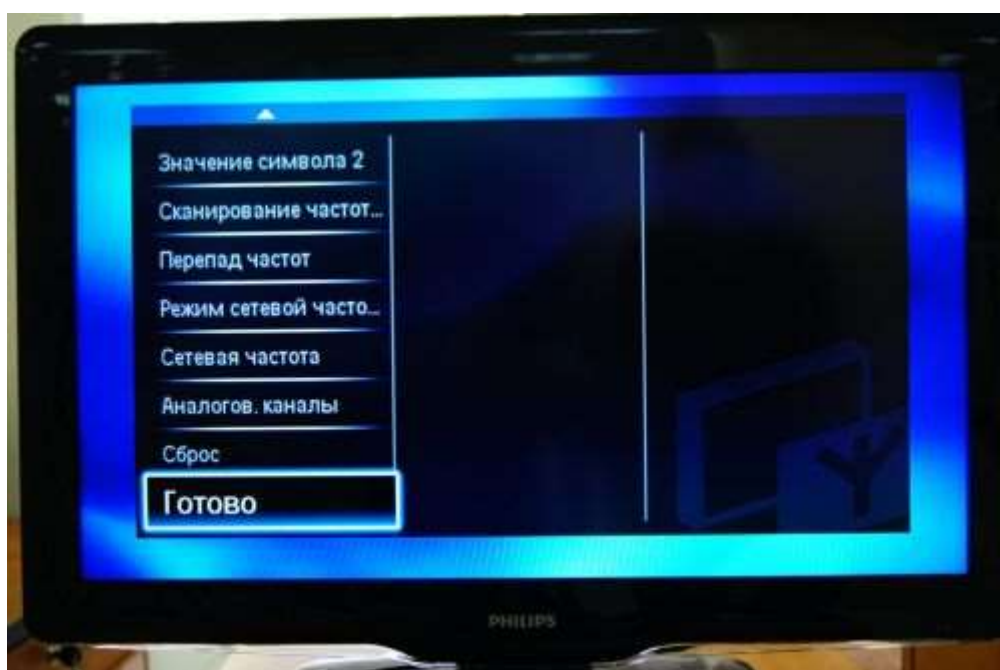 Значение символа 2
Сканирование частот...
Перепад частот
Режим сетевой часто...
Сетевая частота
Аналогов. каналы
Сброс
Готово
PHILIPS